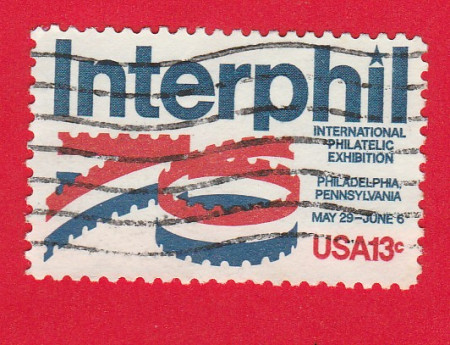 Interphil
INTERNATIONAL
PHILATELIC
EXHIBITION
PHILADELPHIA,
PENNSYLVANIA
MAY 29–JUNE 6
USA13c